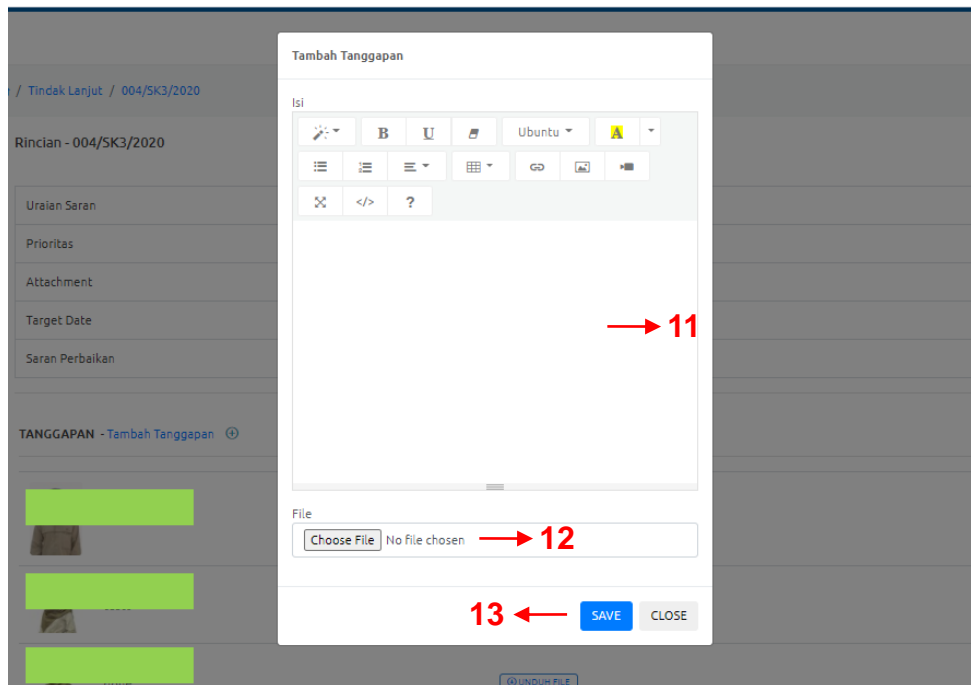 Tambah Tanggapan
/ Tindak Lanjut / 004/SK3/2020
Isi
Rincian - 004/SK3/2020
B U Ubuntu A
</> ?
Uraian Saran
Prioritas
Attachment
Target Date
11
Saran Perbaikan
TANGGAPAN - Tambah Tanggapan
File
Choose File No file chosen 12
13 SAVE CLOSE
UNDUH FILE